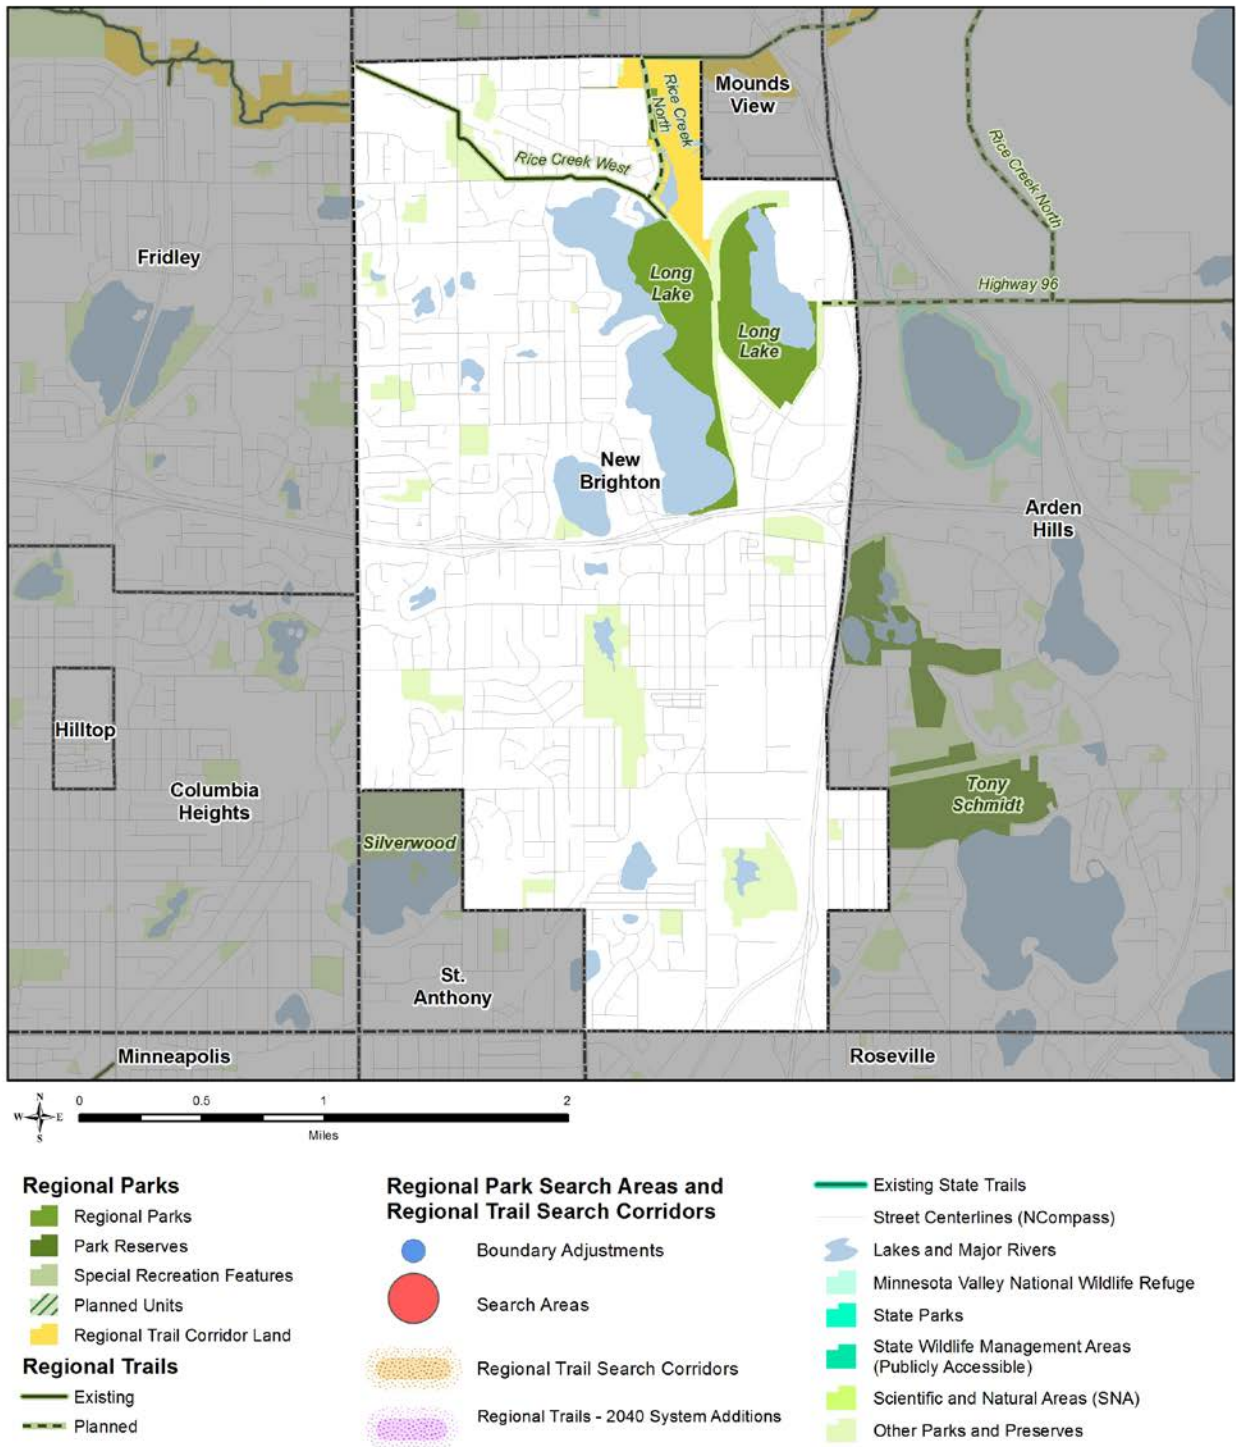 Mounds
View
Rice Creek
North
Rice Creek West
Rice Creek North
Fridley
Long
Lake
Highway 96
Long
Lake
New
Brighton
Arden
Hills
Hilltop
Columbia
Heights
Tony
Schmidt
Silverwood
St.
Anthony
Minneapolis
Roseville
N
W E
S
0 0.5 1 2
Miles
Regional Parks
Regional Parks
Park Reserves
Special Recreation Features
Planned Units
Regional Trail Corridor Land
Regional Trails
Existing
Planned
Regional Park Search Areas and
Regional Trail Search Corridors
Boundary Adjustments
Search Areas
Regional Trail Search Corridors
Regional Trails - 2040 System Additions
Existing State Trails
Street Centerlines (NCompass)
Lakes and Major Rivers
Minnesota Valley National Wildlife Refuge
State Parks
State Wildlife Management Areas
(Publicly Accessible)
Scientific and Natural Areas (SNA)
Other Parks and Preserves